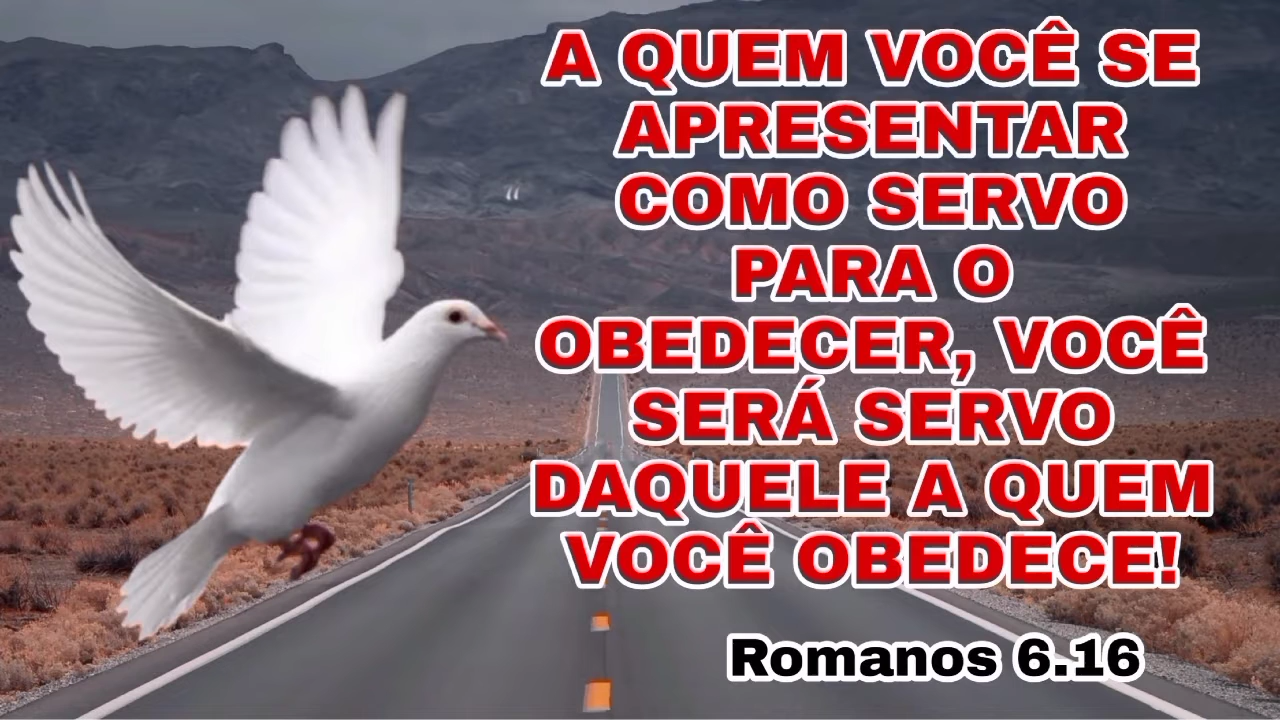 A QUEM VOCÊ SE
APRESENTAR
COMO SERVO
PARA O
OBEDECER, VOCÊ
SERÁ SERVO
DAQUELE A QUEM
VOCÊ OBEDECE!
Romanos 6.16